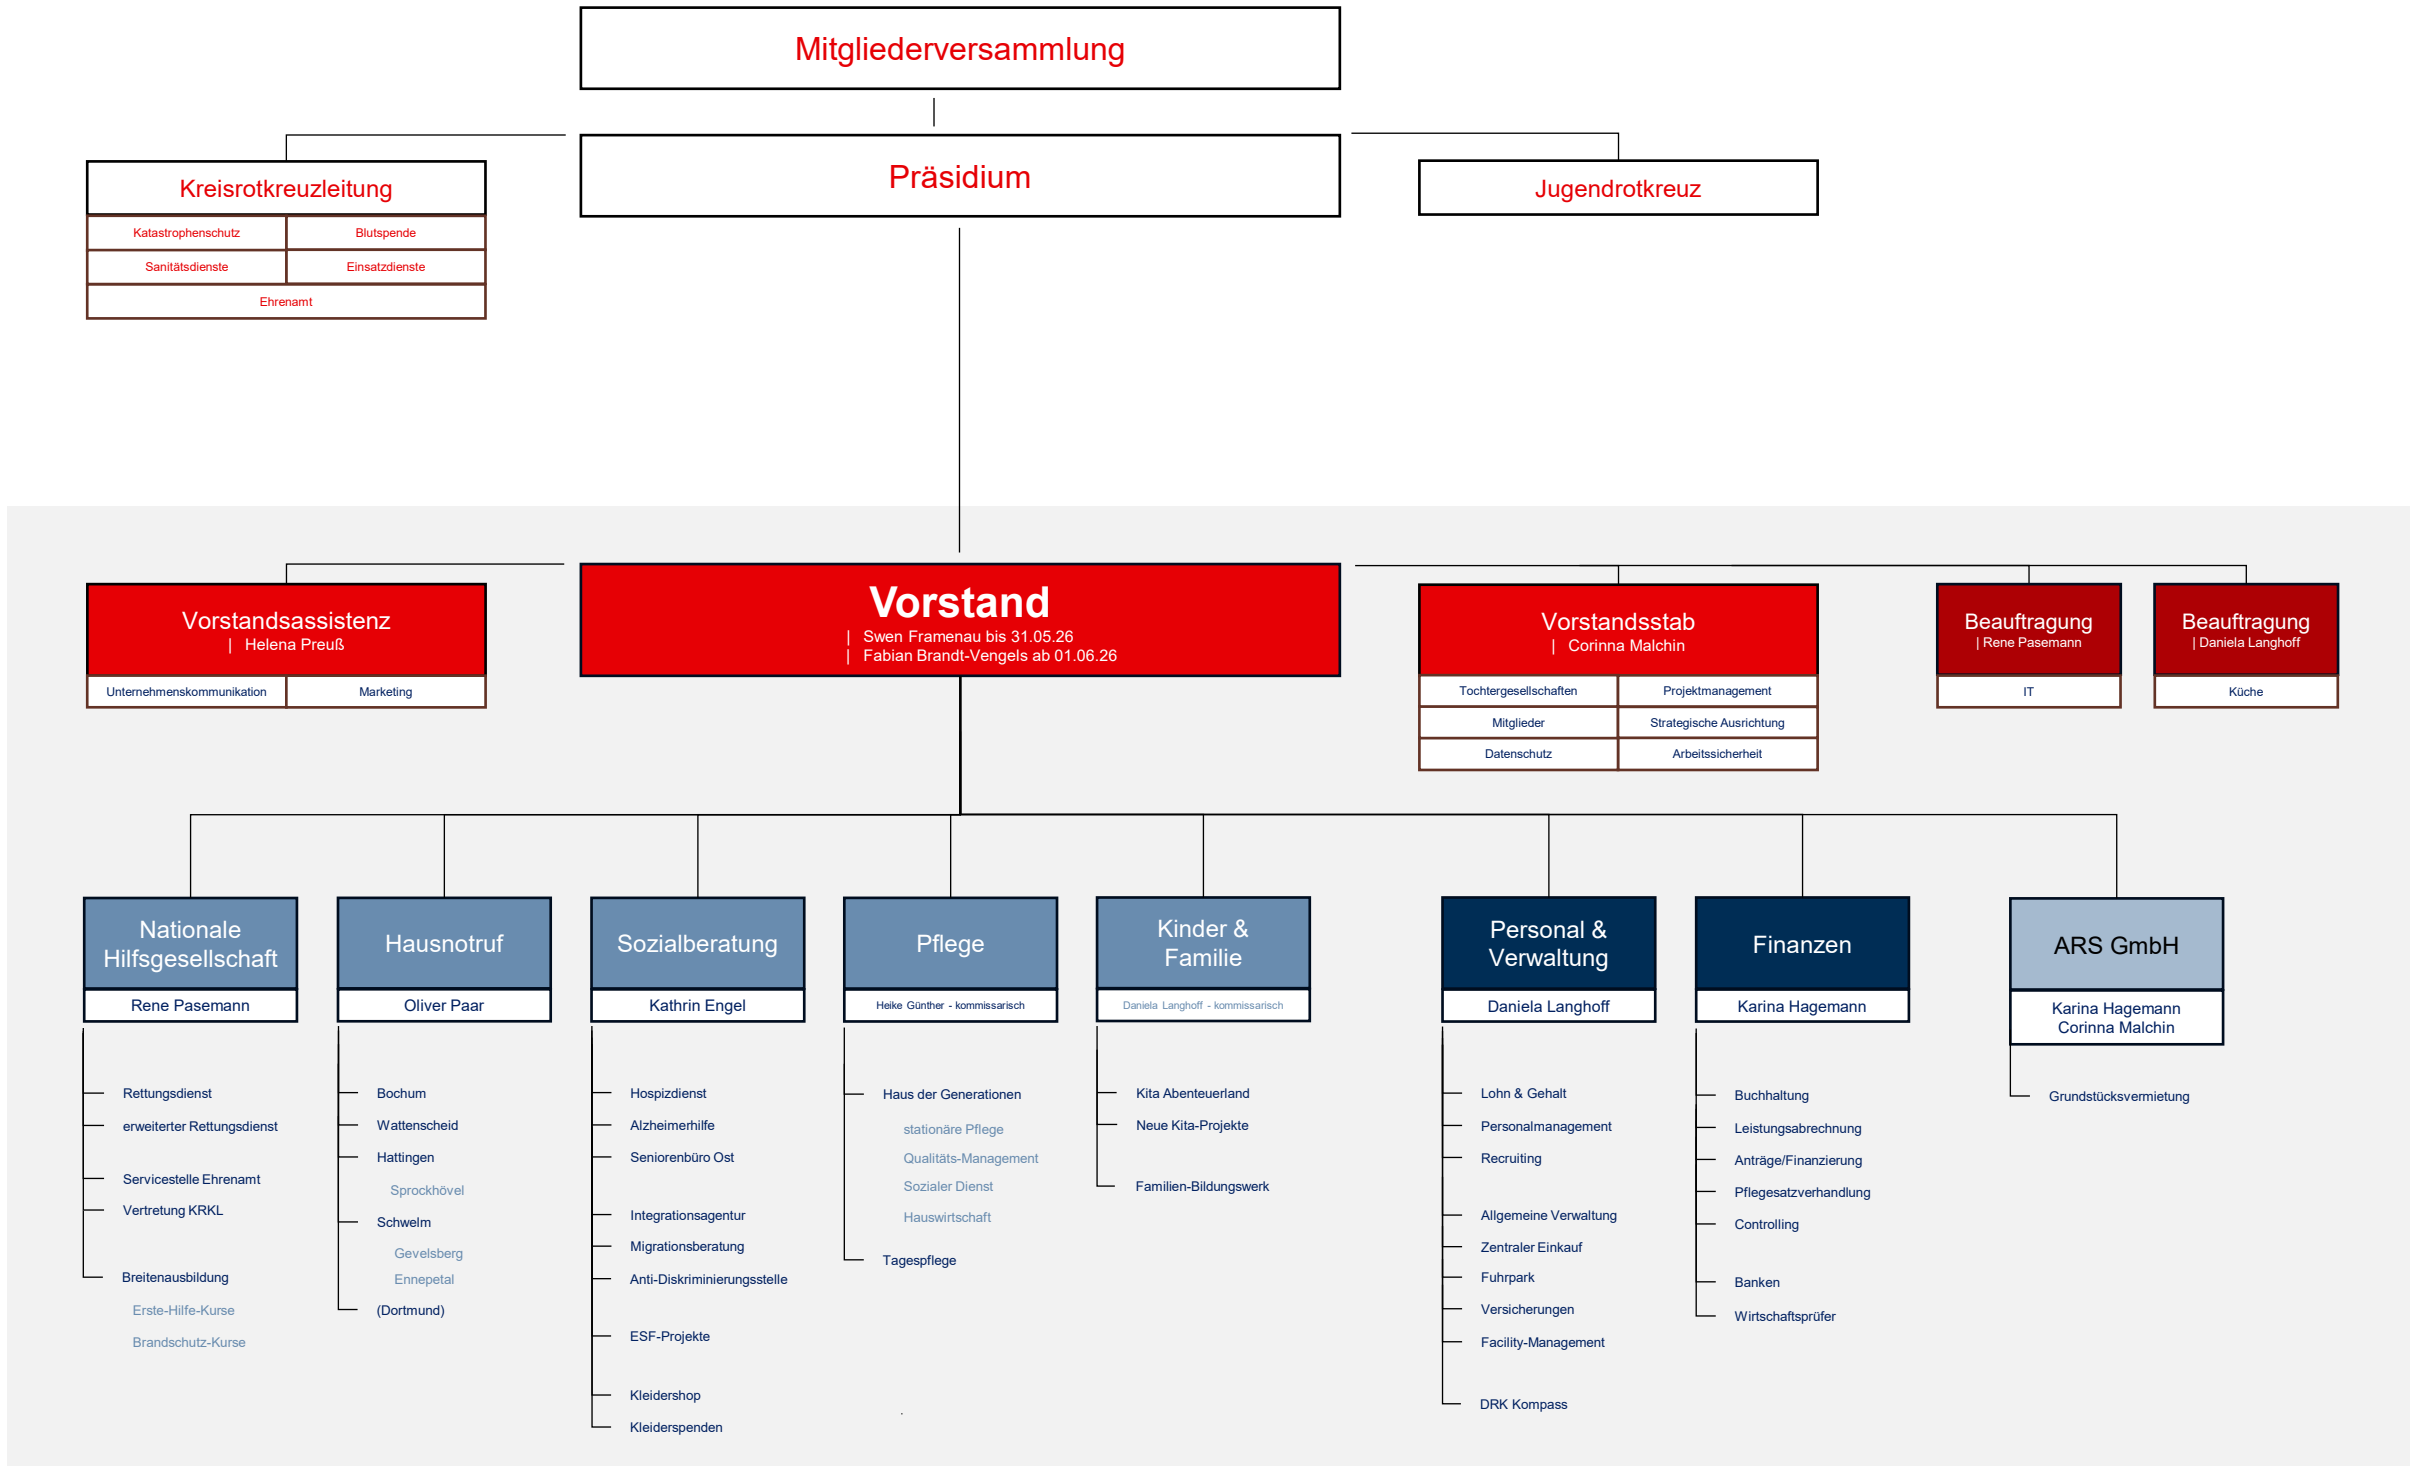 Mitgliederversammlung
Präsidium
Kreisrotkreuzleitung
Katastrophenschutz
Blutspende
Sanitätsdienste
Einsatzdienste
Ehrenamt
Jugendrotkreuz
Vorstandsassistenz
| Helena Preuß
Unternehmenskommunikation
Marketing
Vorstand
| Swen Framenau bis 31.05.26
| Fabian Brandt-Vengels ab 01.06.26
Vorstandsstab
| Corinna Malchin
Tochtergesellschaften
Projektmanagement
Mitglieder
Strategische Ausrichtung
Datenschutz
Arbeitssicherheit
Beauftragung
| Rene Pasemann
IT
Beauftragung
| Daniela Langhoff
Küche
Nationale
Hilfsgesellschaft
Rene Pasemann
Rettungsdienst
erweiterter Rettungsdienst
Servicestelle Ehrenamt
Vertretung KRKL
Breitenausbildung
Erste-Hilfe-Kurse
Brandschutz-Kurse
Hausnotruf
Oliver Paar
Bochum
Wattenscheid
Hattingen
Sprockhövel
Schwelm
Gevelsberg
Ennepetal
(Dortmund)
Sozialberatung
Kathrin Engel
Hospizdienst
Alzheimerhilfe
Seniorenbüro Ost
Integrationsagentur
Migrationsberatung
Anti-Diskriminierungsstelle
ESF-Projekte
Kleidershop
Kleiderspenden
Pflege
Heike Günther - kommissarisch
Haus der Generationen
stationäre Pflege
Qualitäts-Management
Sozialer Dienst
Hauswirtschaft
Tagespflege
Kinder &
Familie
Daniela Langhoff - kommissarisch
Kita Abenteuerland
Neue Kita-Projekte
Familien-Bildungswerk
Personal &
Verwaltung
Daniela Langhoff
Lohn & Gehalt
Personalmanagement
Recruiting
Allgemeine Verwaltung
Zentraler Einkauf
Fuhrpark
Versicherungen
Facility-Management
DRK Kompass
Finanzen
Karina Hagemann
Buchhaltung
Leistungsabrechnung
Anträge/Finanzierung
Pflegesatzverhandlung
Controlling
Banken
Wirtschaftsprüfer
ARS GmbH
Karina Hagemann
Corinna Malchin
Grundstücksvermietung